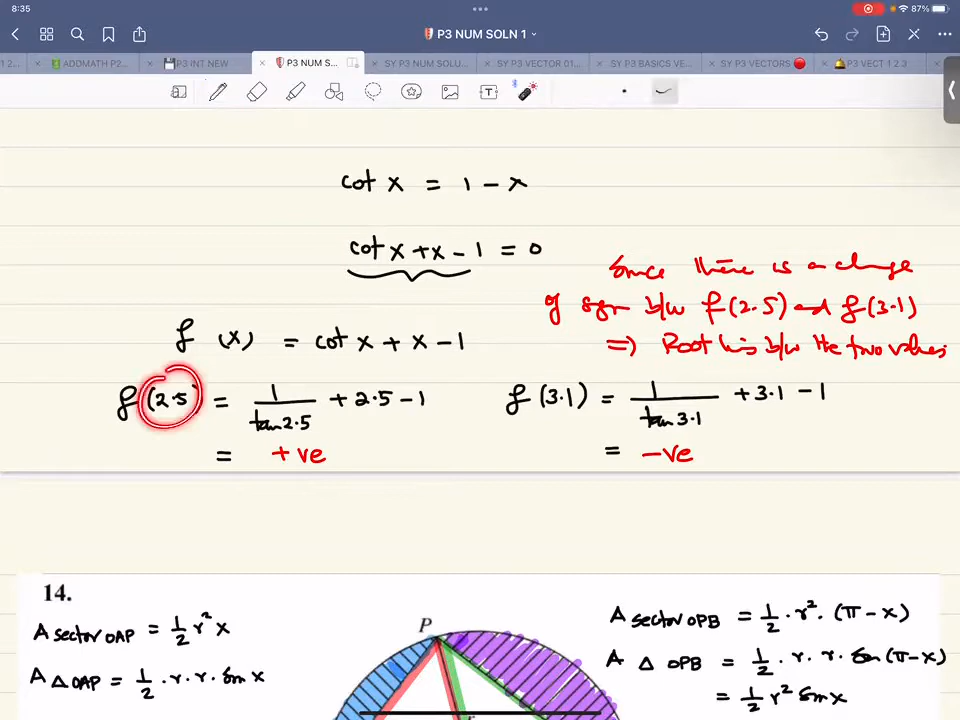 8:35
87%
P3 NUM SOLN 1
1 2...
ADOMATH P2...
P3 INT NEW
P3 NUM S...
SY P3 NUM SOLU...
SY P3 VECTOR 01...
SY P3 BASICS VE...
SY P3 VECTORS
P3 VECT 1 2.3
cot x = 1 - x
cot x + x - 1 = 0
Since there is a change
of sign b/w f(2.5) and f(3.1)
=> Root lies b/w the two values
f (x) = cot x + x - 1
f (2.5) = 1/tan 2.5 + 2.5 - 1
= +ve
f (3.1) = 1/tan 3.1 + 3.1 - 1
= -ve
14.
A sector OAP = 1/2 r² x
A △ OAP = 1/2 · r · r · Sin x
P
A sector OPB = 1/2 · r² · (π - x)
A △ OPB = 1/2 · r · r · Sin (π - x)
= 1/2 r² Sin x